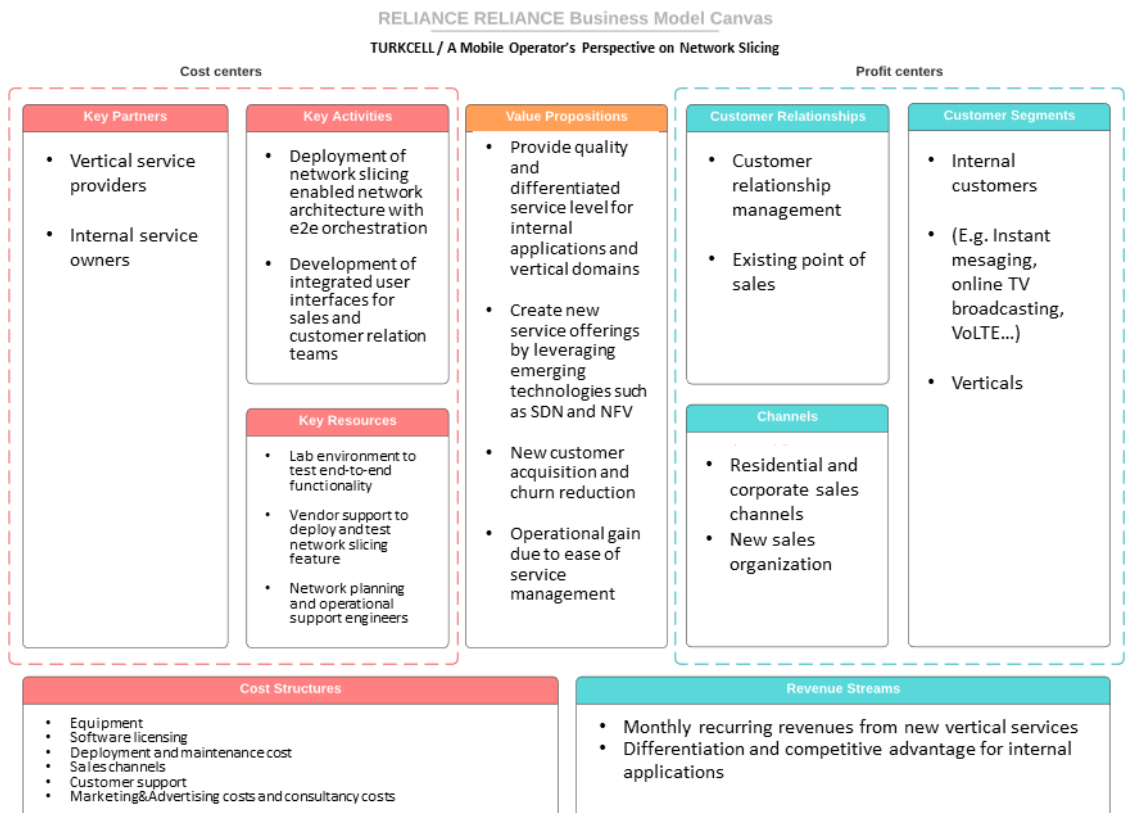 RELIANCE RELIANCE Business Model Canvas
TURKCELL / A Mobile Operator's Perspective on Network Slicing
Cost centers
Profit centers
Key Partners
• Vertical service
providers
• Internal service
owners
Key Activities
• Deployment of
network slicing
enabled network
architecture with
e2e orchestration
• Development of
integrated user
interfaces for
sales and
customer relation
teams
Key Resources
• Lab environment to
test end-to-end
functionality
• Vendor support to
deploy and test
network slicing
feature
• Network planning
and operational
support engineers
Value Propositions
• Provide quality
and
differentiated
service level for
internal
applications and
vertical domains
• Create new
service offerings
by leveraging
emerging
technologies such
as SDN and NFV
• New customer
acquisition and
churn reduction
• Operational gain
due to ease of
service
management
Customer Relationships
• Customer
relationship
management
• Existing point of
sales
Channels
• Residential and
corporate sales
channels
• New sales
organization
Customer Segments
• Internal
customers
• (E.g. Instant
mesaging,
online TV
broadcasting,
VoLTE...)
• Verticals
Cost Structures
• Equipment
• Software licensing
• Deployment and maintenance cost
• Sales channels
• Customer support
• Marketing&Advertising costs and consultancy costs
Revenue Streams
• Monthly recurring revenues from new vertical services
• Differentiation and competitive advantage for internal
applications